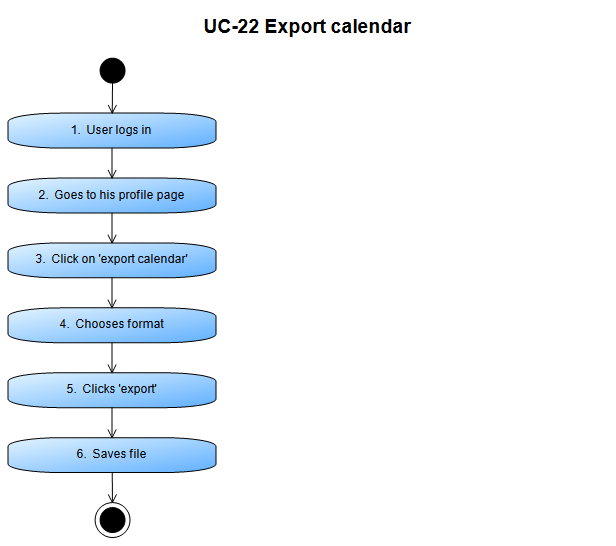 UC-22 Export calendar
1. User logs in
2. Goes to his profile page
3. Click on 'export calendar'
4. Chooses format
5. Clicks 'export'
6. Saves file